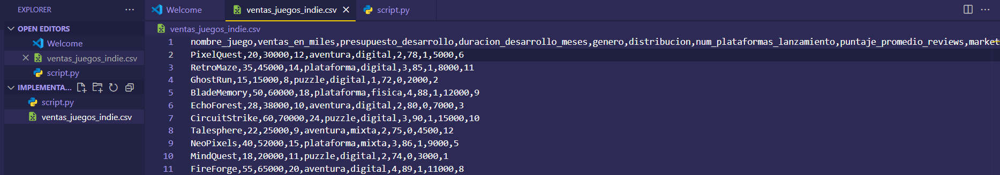 EXPLORER
Welcome
ventas_juegos_indie.csv
script.py
OPEN EDITORS
Welcome
ventas_juegos_indie.csv
script.py
IMPLEMENTA...
script.py
ventas_juegos_indie.csv
ventas_juegos_indie.csv
1 nombre_juego,ventas_en_miles,presupuesto_desarrollo,duracion_desarrollo_meses,genero,distribucion,num_plataformas_lanzamiento,puntaje_promedio_reviews,market
2 PixelQuest,20,30000,12,aventura,digital,2,78,1,5000,6
3 RetroMaze,35,45000,14,plataforma,digital,3,85,1,8000,11
4 GhostRun,15,15000,8,puzzle,digital,1,72,0,2000,2
5 BladeMemory,50,60000,18,plataforma,fisica,4,88,1,12000,9
6 EchoForest,28,38000,10,aventura,digital,2,80,0,7000,3
7 CircuitStrike,60,70000,24,puzzle,digital,3,90,1,15000,10
8 Talesphere,22,25000,9,aventura,mixta,2,75,0,4500,12
9 NeoPixels,40,52000,15,plataforma,mixta,3,86,1,9000,5
10 MindQuest,18,20000,11,puzzle,digital,2,74,0,3000,1
11 FireForge,55,65000,20,aventura,digital,4,89,1,11000,8